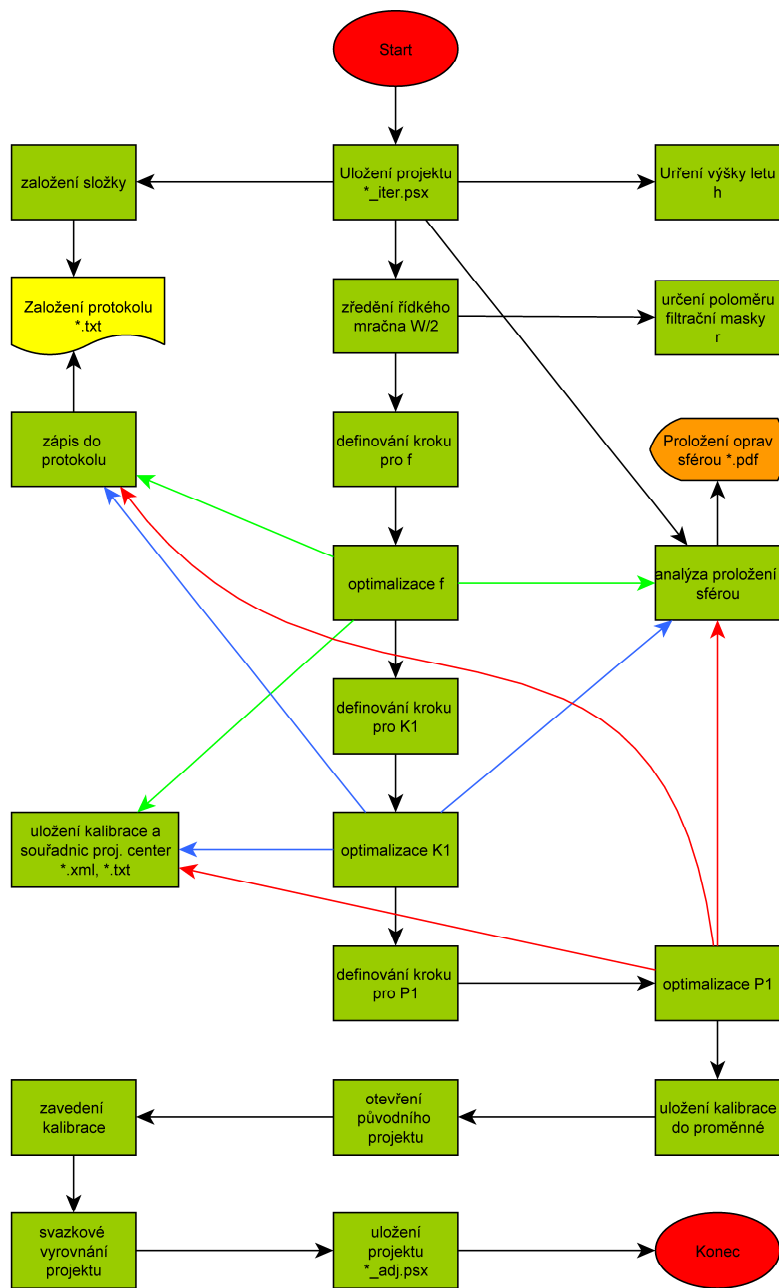 Start
založení složky
Uložení projektu
*_iter.psx
Urření výšky letu
h
Založení protokolu
*.txt
zředění řídkého
mračna W/2
určení poloměru
filtrační masky
r
zápis do
protokolu
definování kroku
pro f
Proložení oprav
sférou *.pdf
optimalizace f
analýza proložení
sférou
definování kroku
pro K1
uložení kalibrace a
souřadnic proj. center
*.xml, *.txt
optimalizace K1
definování kroku
pro P1
optimalizace P1
zavedení
kalibrace
otevření
původního
projektu
uložení kalibrace
do proměnné
svazkové
vyrovnání
projektu
uložení
projektu
*_adj.psx
Konec